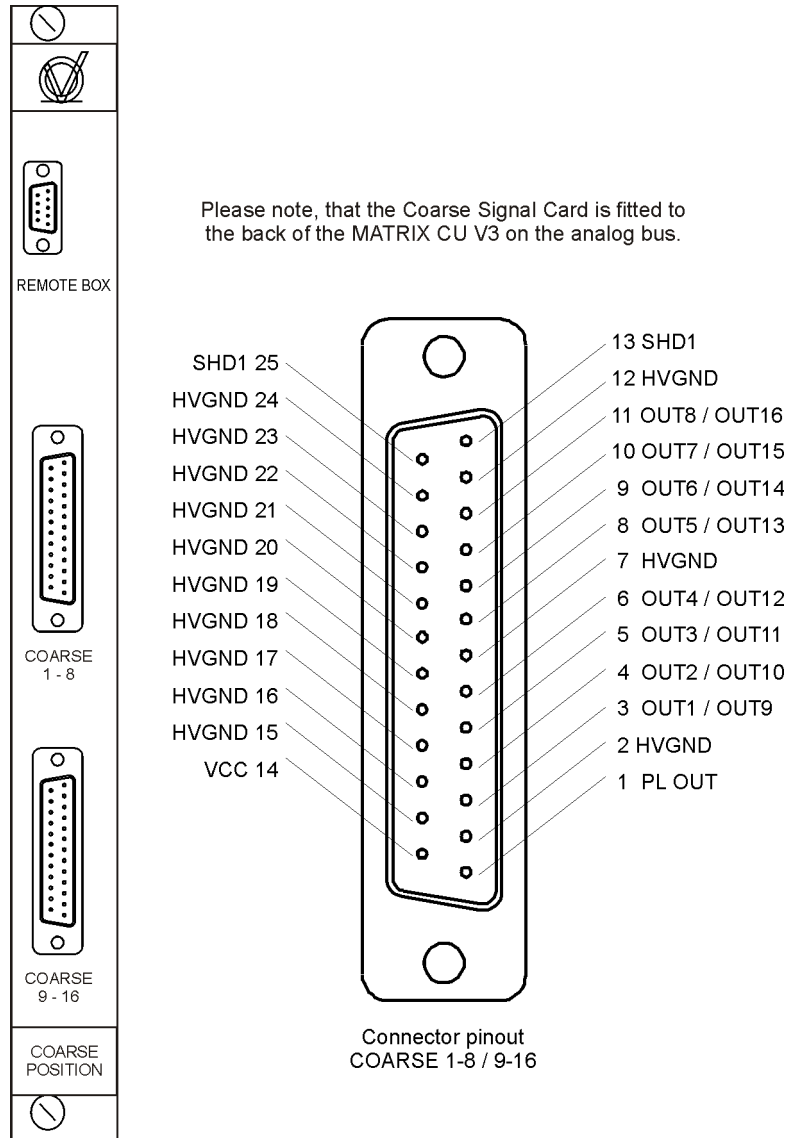 REMOTE BOX
COARSE
1 - 8
COARSE
9 - 16
COARSE
POSITION
Please note, that the Coarse Signal Card is fitted to
the back of the MATRIX CU V3 on the analog bus.
SHD1 25
HVGND 24
HVGND 23
HVGND 22
HVGND 21
HVGND 20
HVGND 19
HVGND 18
HVGND 17
HVGND 16
HVGND 15
VCC 14
13 SHD1
12 HVGND
11 OUT8 / OUT16
10 OUT7 / OUT15
9 OUT6 / OUT14
8 OUT5 / OUT13
7 HVGND
6 OUT4 / OUT12
5 OUT3 / OUT11
4 OUT2 / OUT10
3 OUT1 / OUT9
2 HVGND
1 PL OUT
Connector pinout
COARSE 1-8 / 9-16